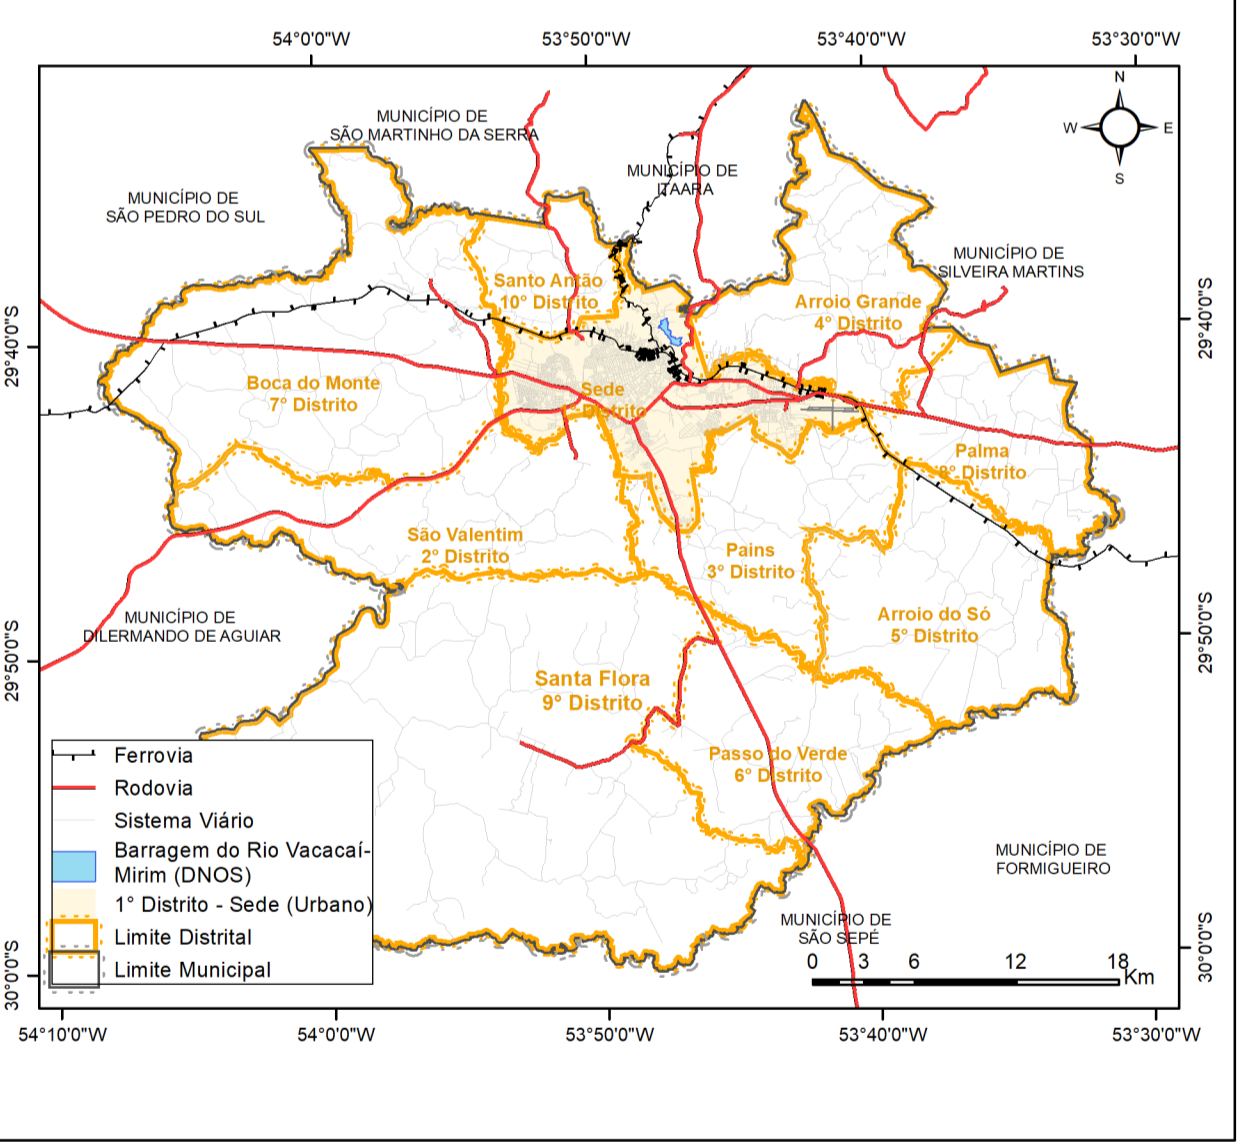 54°0'0"W
53°50'0"W
53°40'0"W
53°30'0"W
N
W
E
S
MUNICÍPIO DE
SÃO MARTINHO DA SERRA
MUNICÍPIO DE
ITAARA
MUNICÍPIO DE
SÃO PEDRO DO SUL
MUNICÍPIO DE
SILVEIRA MARTINS
Santo Antão
10° Distrito
Arroio Grande
4° Distrito
29°40'0"S
29°40'0"S
Boca do Monte
7° Distrito
Sede
Distrito
Palma
8° Distrito
São Valentim
2° Distrito
Pains
3° Distrito
Arroio do Só
5° Distrito
MUNICÍPIO DE
DILERMANDO DE AGUIAR
29°50'0"S
29°50'0"S
Santa Flora
9° Distrito
Passo do Verde
6° Distrito
MUNICÍPIO DE
FORMIGUEIRO
MUNICÍPIO DE
SÃO SEPÉ
Ferrovia
Rodovia
Sistema Viário
Barragem do Rio Vacacaí-
Mirim (DNOS)
1° Distrito - Sede (Urbano)
Limite Distrital
Limite Municipal
0 3 6 12 18
Km
30°0'0"S
30°0'0"S
54°10'0"W
54°0'0"W
53°50'0"W
53°40'0"W
53°30'0"W